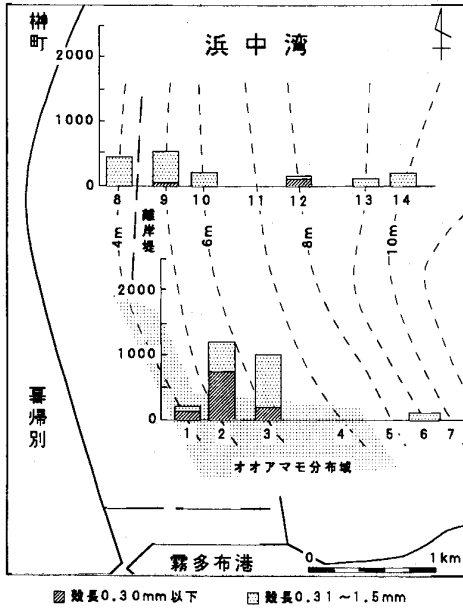 榊町
浜中湾
2000
1000
0
8 9 10 11 12 13 14
4m
離岸堤
6m
8m
10m
2000
1000
0
1 2 3 4 5 6 7
オオアマモ分布域
喜帰別
霧多布港
0 1km
殻長0.30mm以下 殻長0.31~1.5mm